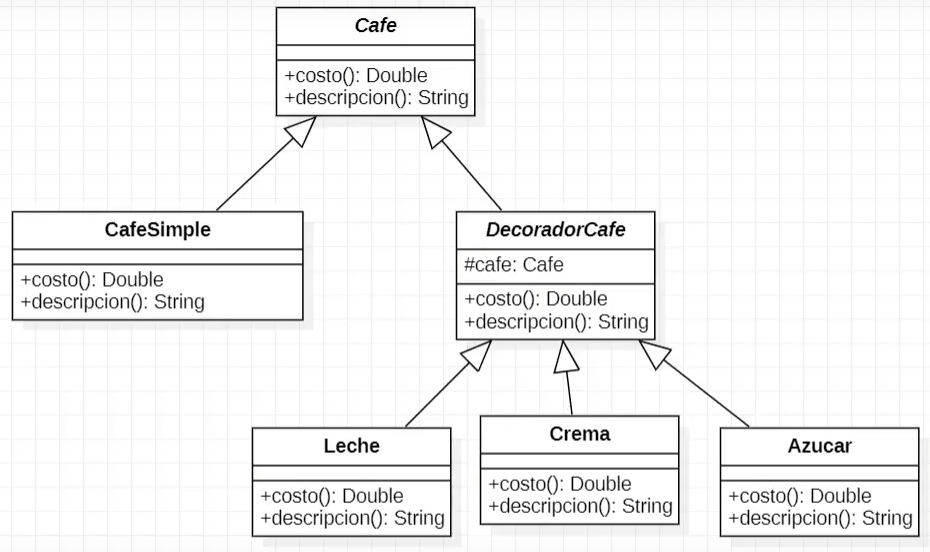 Cafe
+costo(): Double
+descripcion(): String
CafeSimple
+costo(): Double
+descripcion(): String
DecoradorCafe
#cafe: Cafe
+costo(): Double
+descripcion(): String
Leche
+costo(): Double
+descripcion(): String
Crema
+costo(): Double
+descripcion(): String
Azucar
+costo(): Double
+descripcion(): String